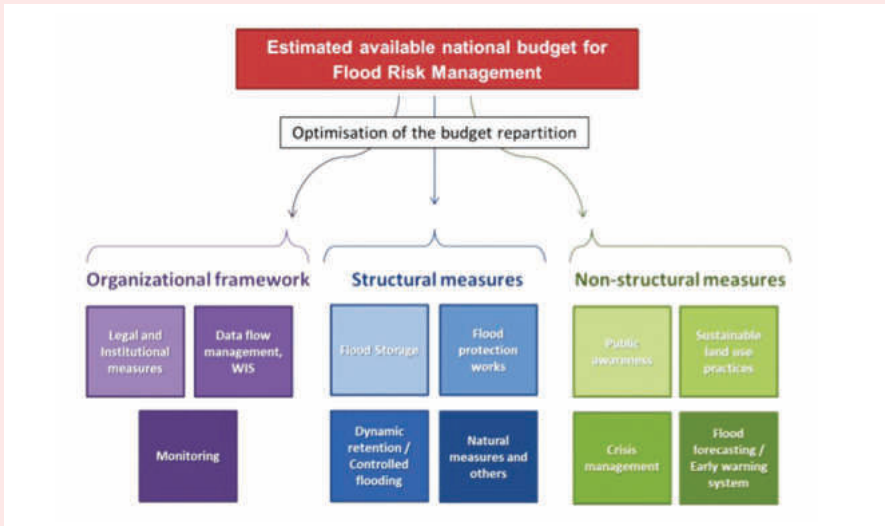 Estimated available national budget for
Flood Risk Management
Optimisation of the budget repartition
Organizational framework
Legal and
Institutional
measures
Data flow
management,
WIS
Monitoring
Structural measures
Flood Storage
Flood
protection
works
Dynamic
retention /
Controlled
flooding
Natural
measures and
others
Non-structural measures
Public
awareness
Sustainable
land use
practices
Crisis
management
Flood
forecasting /
Early warning
system